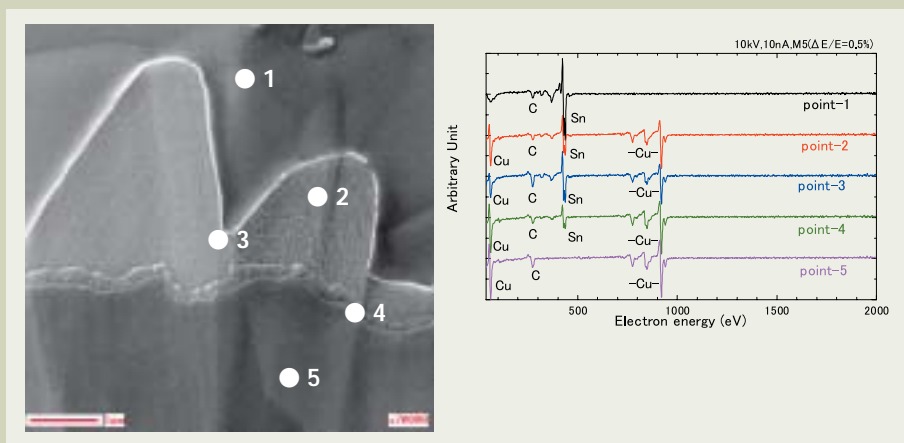 1
2
3
4
5
10kV,10nA,M5(ΔE/E=0.5%)
Arbitrary Unit
C
Sn
point-1
Cu
C
Sn
-Cu-
point-2
Cu
C
Sn
-Cu-
point-3
Cu
C
Sn
-Cu-
point-4
Cu
C
-Cu-
point-5
500
1000
1500
2000
Electron energy (eV)